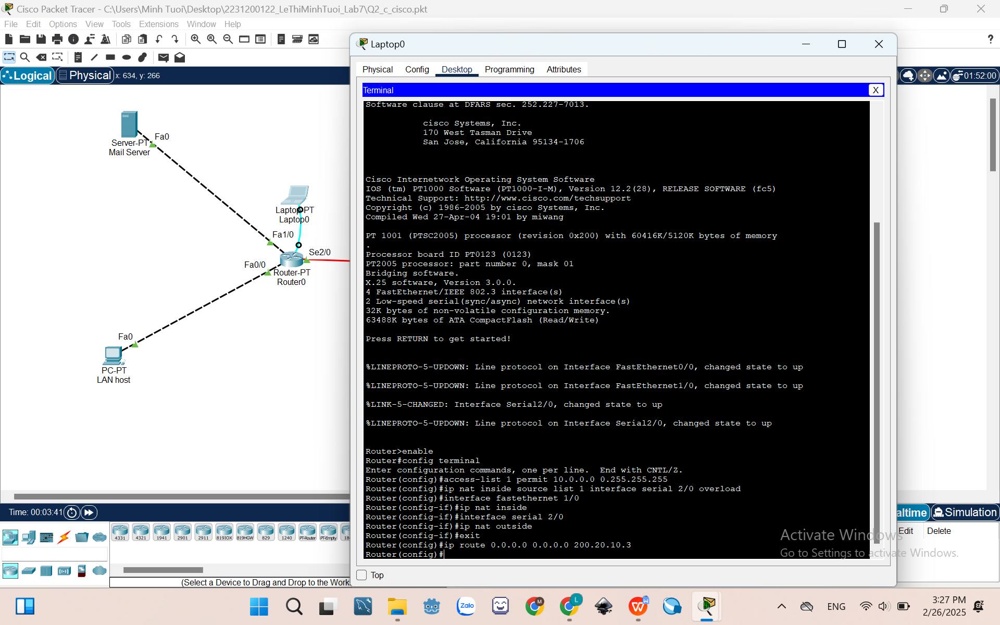 Cisco Packet Tracer - C:\Users\Minh Tuoi\Desktop\2231200122_LeThiMinhTuoi_Lab7\Q2_c_cisco.pkt
File Edit Options View Tools Extensions Window Help
?
Logical Physical x: 634, y: 266
01:52:00
Fa0
Server-PT
Mail Server
Laptop-PT
Laptop0
Fa1/0
Se2/0
Fa0/0
Router-PT
Router0
Fa0
PC-PT
LAN host
Laptop0
Physical Config Desktop Programming Attributes
Terminal
X
Software clause at DFARS sec. 252.227-7013.
cisco Systems, Inc.
170 West Tasman Drive
San Jose, California 95134-1706
Cisco Internetwork Operating System Software
IOS (tm) PT1000 Software (PT1000-I-M), Version 12.2(28), RELEASE SOFTWARE (fc5)
Technical Support: http://www.cisco.com/techsupport
Copyright (c) 1986-2005 by cisco Systems, Inc.
Compiled Wed 27-Apr-04 19:01 by miwang
PT 1001 (PTSC2005) processor (revision 0x200) with 60416K/5120K bytes of memory
.
Processor board ID PT0123 (0123)
PT2005 processor: part number 0, mask 01
Bridging software.
X.25 software, Version 3.0.0.
4 FastEthernet/IEEE 802.3 interface(s)
2 Low-speed serial(sync/async) network interface(s)
32K bytes of non-volatile configuration memory.
63488K bytes of ATA CompactFlash (Read/Write)
Press RETURN to get started!
%LINEPROTO-5-UPDOWN: Line protocol on Interface FastEthernet0/0, changed state to up
%LINEPROTO-5-UPDOWN: Line protocol on Interface FastEthernet1/0, changed state to up
%LINK-5-CHANGED: Interface Serial2/0, changed state to up
%LINEPROTO-5-UPDOWN: Line protocol on Interface Serial2/0, changed state to up
Router>enable
Router#config terminal
Enter configuration commands, one per line.  End with CNTL/Z.
Router(config)#access-list 1 permit 10.0.0.0 0.255.255.255
Router(config)#ip nat inside source list 1 interface serial 2/0 overload
Router(config)#interface fastethernet 1/0
Router(config-if)#ip nat inside
Router(config-if)#interface serial 2/0
Router(config-if)#ip nat outside
Router(config-if)#exit
Router(config)#ip route 0.0.0.0 0.0.0.0 200.20.10.3
Router(config)#
Top
Time: 00:03:41
altime Simulation
Edit Delete
Activate Windows
Go to Settings to activate Windows.
4331 4321 1941 2901 2911 819IOX 819HGW 829 1240 PT-Router PT-Empty 18
(Select a Device to Drag and Drop to the Work
Zalo
M
L
W
ENG
3:27 PM
2/26/2025